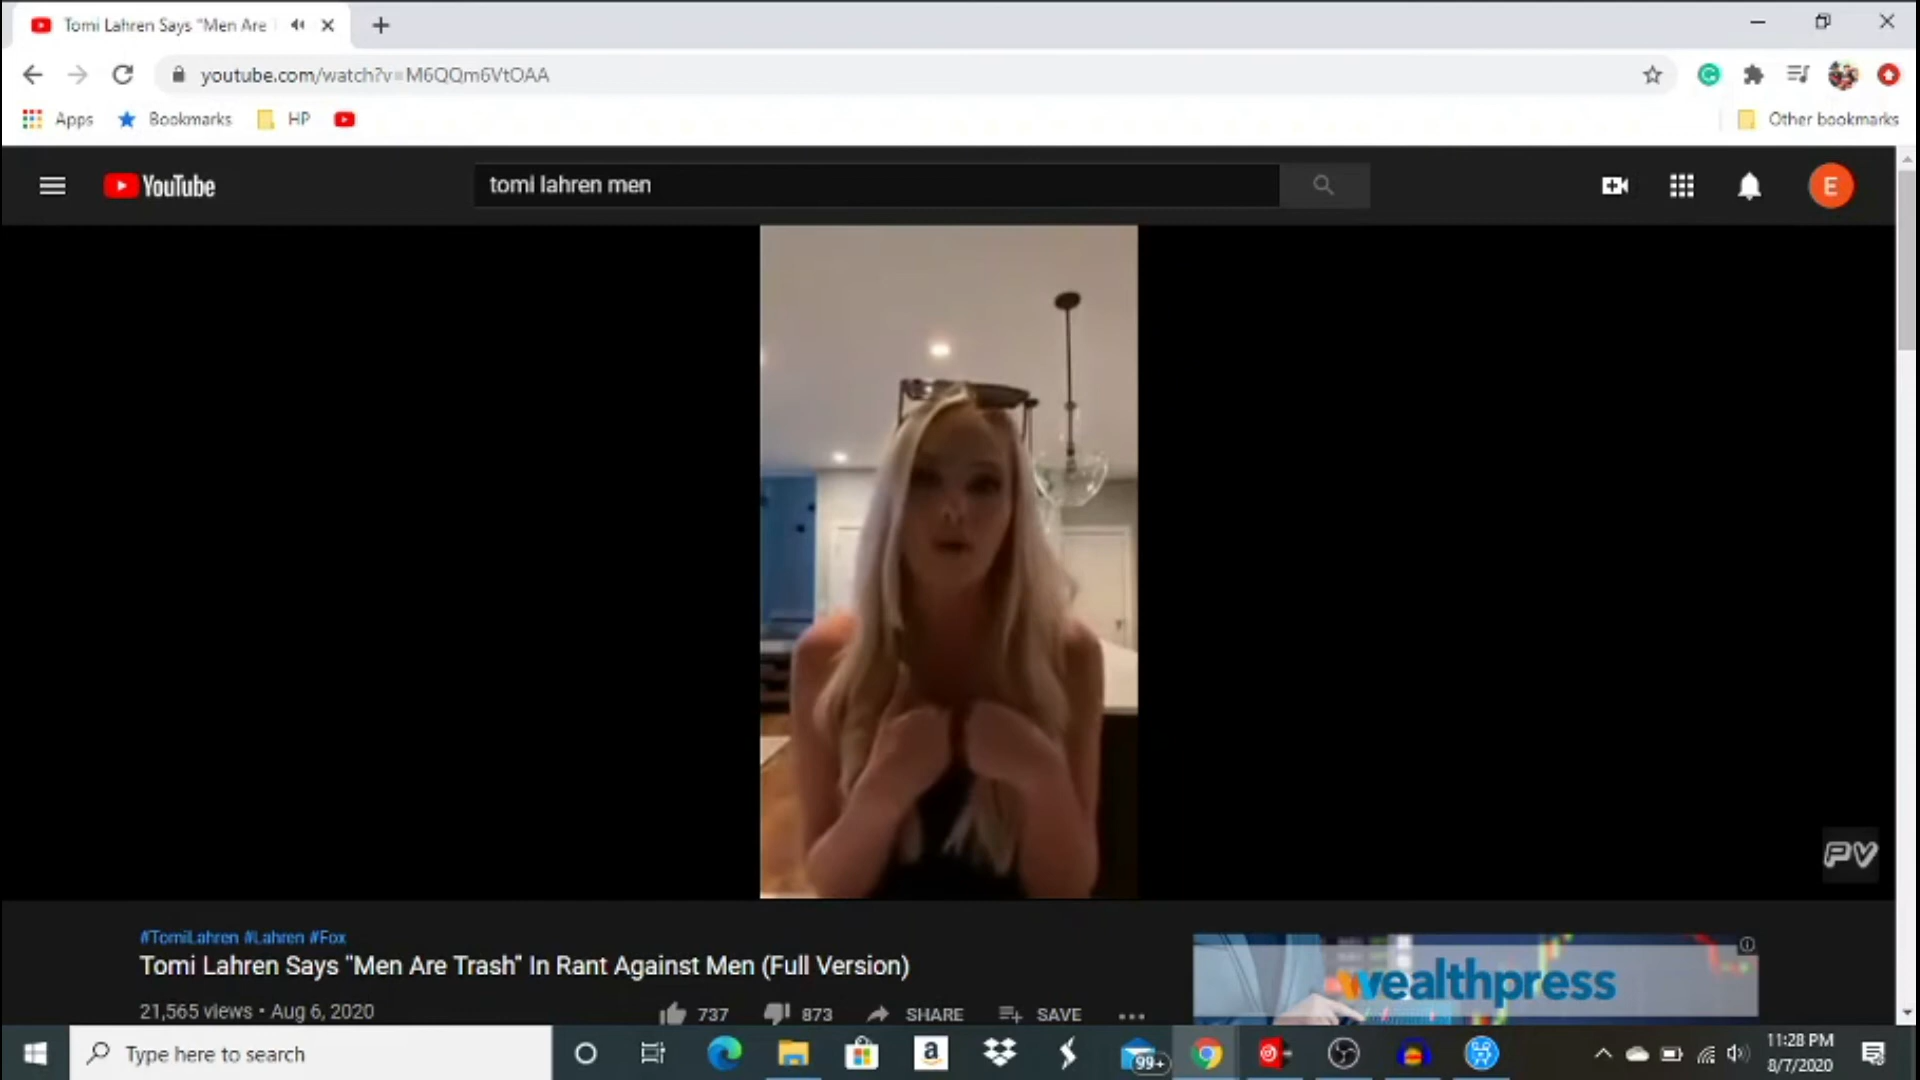 Tomi Lahren Says "Men Are
youtube.com/watch?v=M6QQm6VtOAA
Apps Bookmarks HP Other bookmarks
YouTube tomi lahren men E
PV
#TomiLahren #Lahren #Fox
Tomi Lahren Says "Men Are Trash" In Rant Against Men (Full Version)
21,565 views • Aug 6, 2020 737 873 SHARE SAVE
wealthpress
Type here to search
99+
11:28 PM
8/7/2020